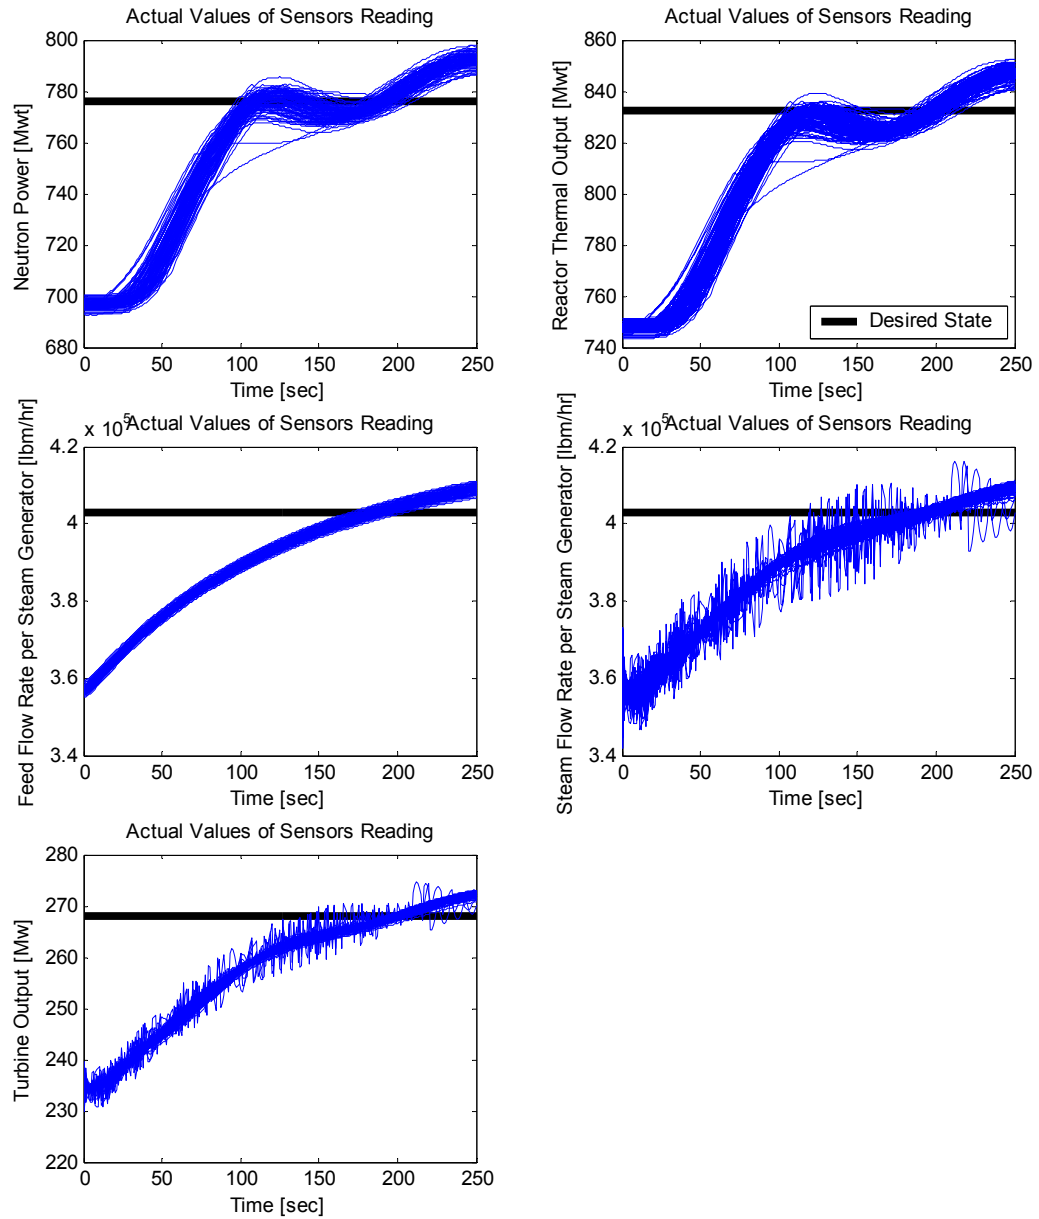 Actual Values of Sensors Reading
800
780
760
740
720
700
680
0 50 100 150 200 250
Time [sec]
Neutron Power [Mwt]
Actual Values of Sensors Reading
860
840
820
800
780
760
740
0 50 100 150 200 250
Time [sec]
Reactor Thermal Output [Mwt]
Desired State
x 10^5
Actual Values of Sensors Reading
4.2
4
3.8
3.6
3.4
0 50 100 150 200 250
Time [sec]
Feed Flow Rate per Steam Generator [lbm/hr]
x 10^5
Actual Values of Sensors Reading
4.2
4
3.8
3.6
3.4
0 50 100 150 200 250
Time [sec]
Steam Flow Rate per Steam Generator [lbm/hr]
Actual Values of Sensors Reading
280
270
260
250
240
230
220
0 50 100 150 200 250
Time [sec]
Turbine Output [Mw]